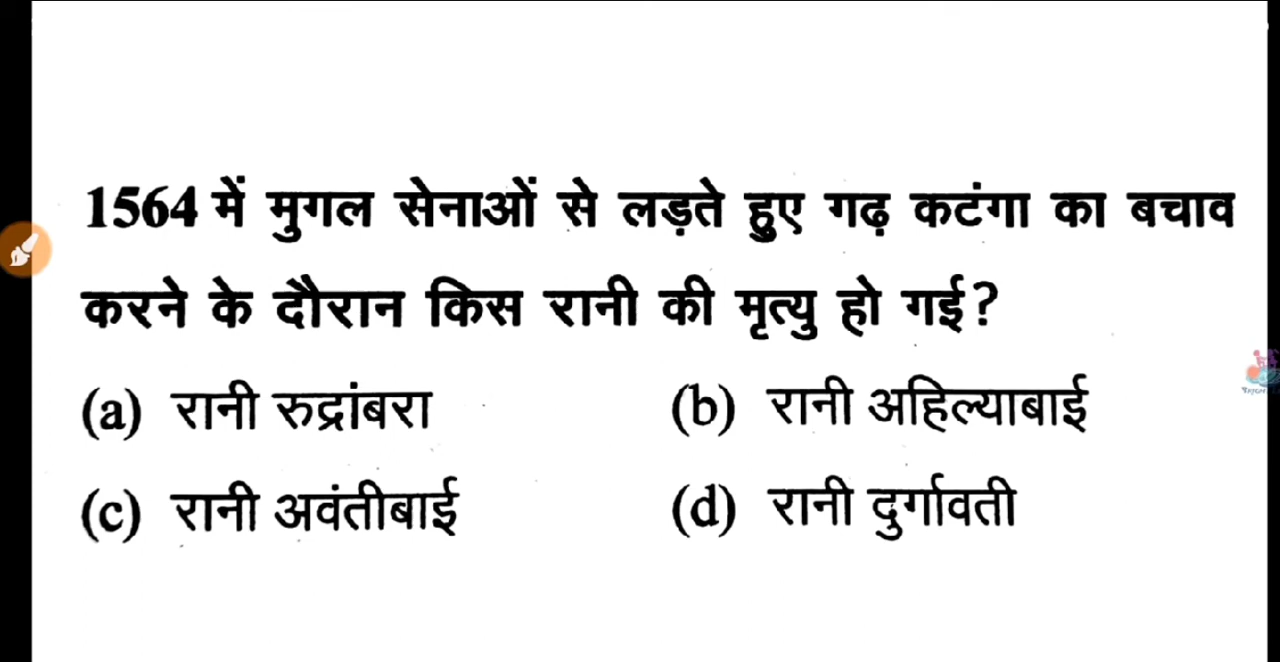 1564 में मुगल सेनाओं से लड़ते हुए गढ़ कटंगा का बचाव
करने के दौरान किस रानी की मृत्यु हो गई?
(a) रानी रुद्रांबरा (b) रानी अहिल्याबाई
(c) रानी अवंतीबाई (d) रानी दुर्गावती